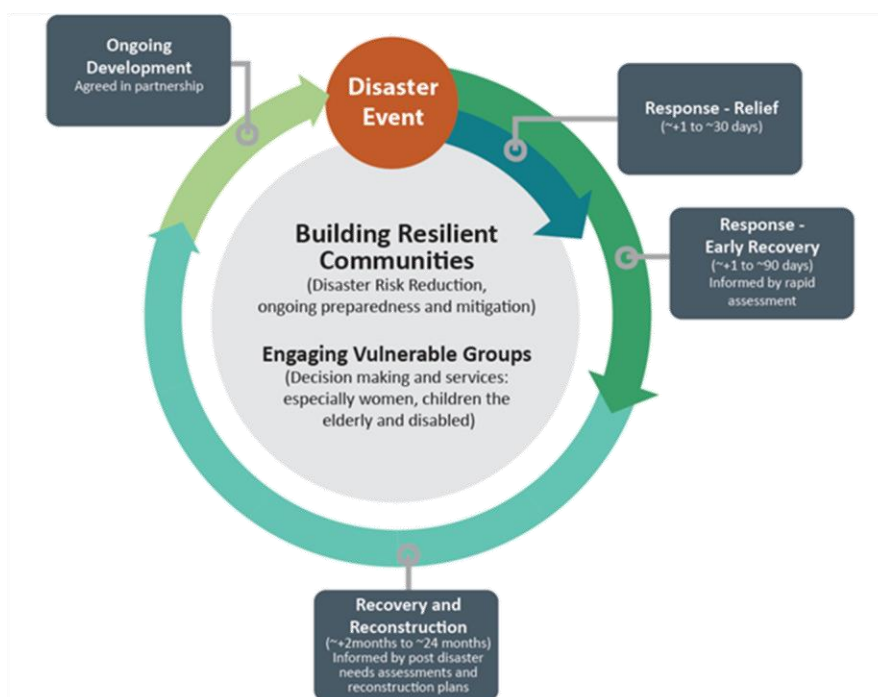 Ongoing
Development
Agreed in partnership
Disaster
Event
Response - Relief
(~+1 to ~30 days)
Response -
Early Recovery
(~+1 to ~90 days)
Informed by rapid
assessment
Building Resilient
Communities
(Disaster Risk Reduction,
ongoing preparedness and mitigation)
Engaging Vulnerable Groups
(Decision making and services:
especially women, children the
elderly and disabled)
Recovery and
Reconstruction
(~+2months to ~24 months)
Informed by post disaster
needs assessments and
reconstruction plans